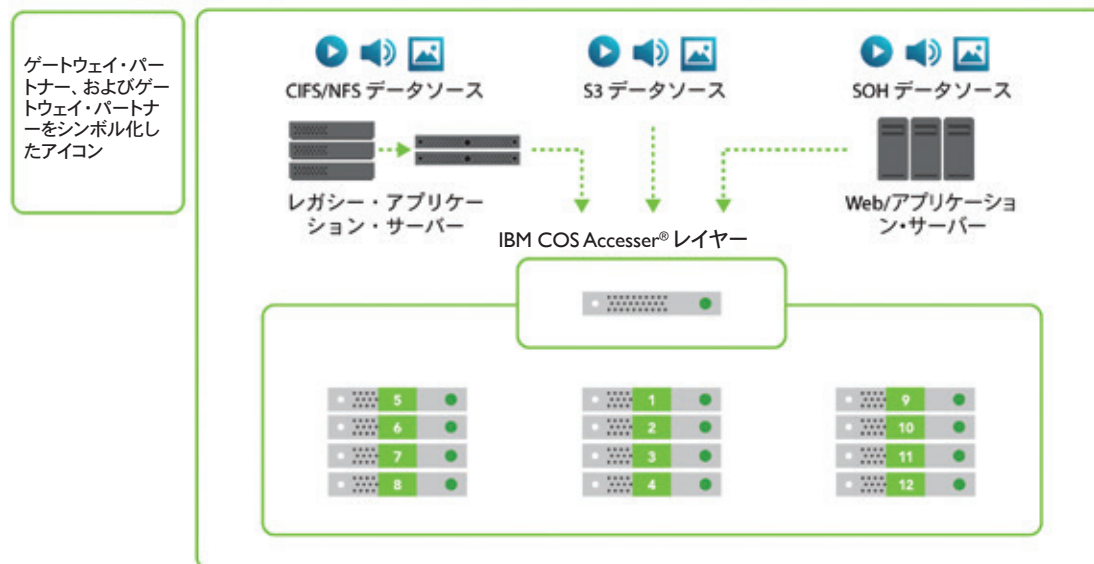 ゲートウェイ・パー
トナー、およびゲー
トウェイ・パートナ
ーをシンボル化し
たアイコン
CIFS/NFS データソース
S3 データソース
SOH データソース
レガシー・アプリケー
ション・サーバー
Web/アプリケーショ
ン・サーバー
IBM COS Accesser® レイヤー
5
6
7
8
1
2
3
4
9
10
11
12